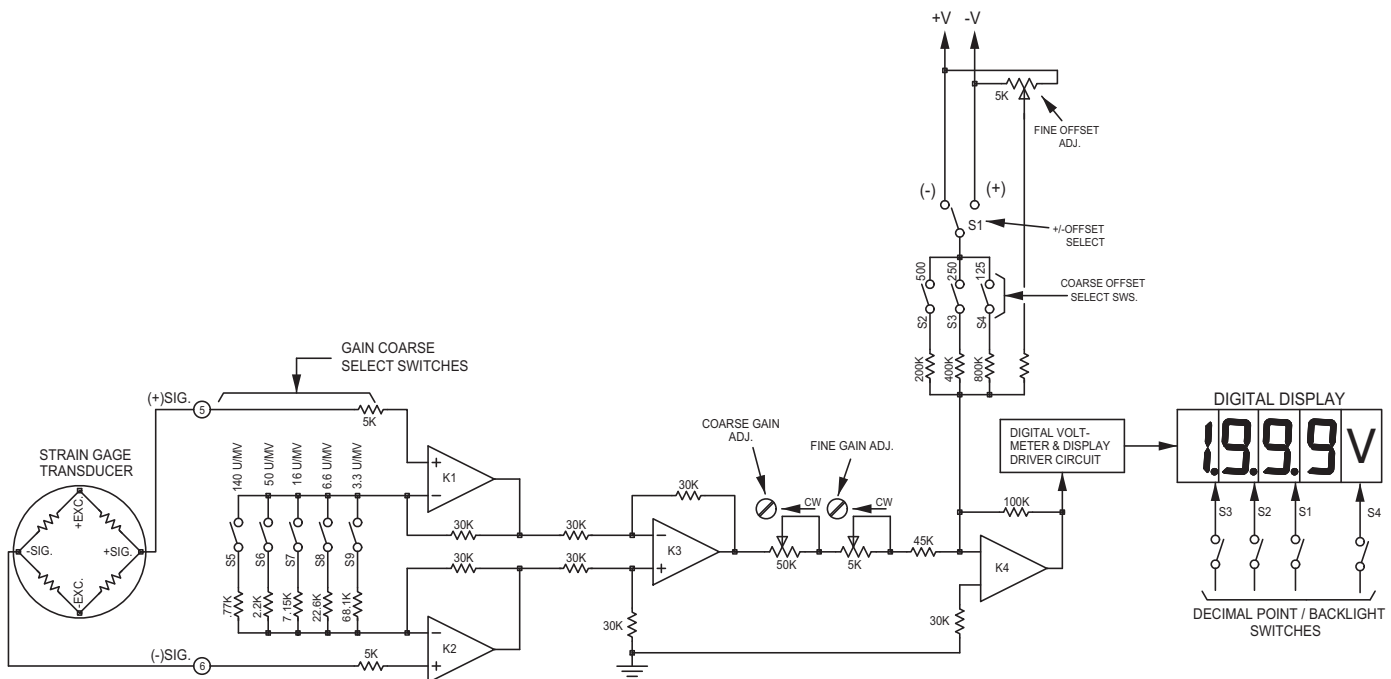 +V
-V
5K
FINE OFFSET
ADJ.
(-)
(+)
S1
+/-OFFSET
SELECT
500
250
125
COARSE OFFSET
SELECT SWS.
S2
S3
S4
200K
400K
800K
GAIN COARSE
SELECT SWITCHES
(+)SIG.
5
5K
STRAIN GAGE
TRANSDUCER
+EXC.
-SIG.
+SIG.
-EXC.
140 U/MV
50 U/MV
16 U/MV
6.6 U/MV
3.3 U/MV
S5
S6
S7
S8
S9
.77K
2.2K
7.15K
22.6K
68.1K
+
K1
-
30K
30K
30K
30K
-
K2
+
(-)SIG.
6
5K
30K
-
K3
+
30K
COARSE GAIN
ADJ.
CW
50K
FINE GAIN ADJ.
CW
5K
45K
100K
K4
30K
DIGITAL VOLT-
METER & DISPLAY
DRIVER CIRCUIT
DIGITAL DISPLAY
1.9.9.9 V
S3
S2
S1
S4
DECIMAL POINT / BACKLIGHT
SWITCHES